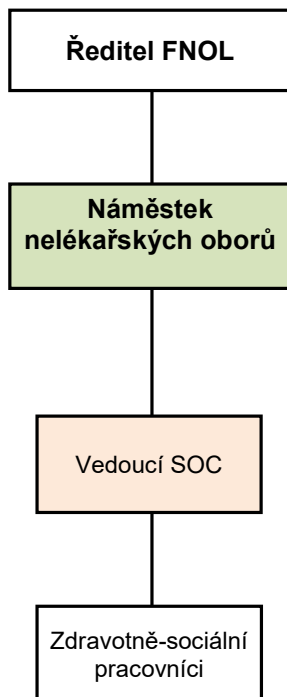 Ředitel FNOL
Náměstek
nelékařských oborů
Vedoucí SOC
Zdravotně-sociální
pracovníci